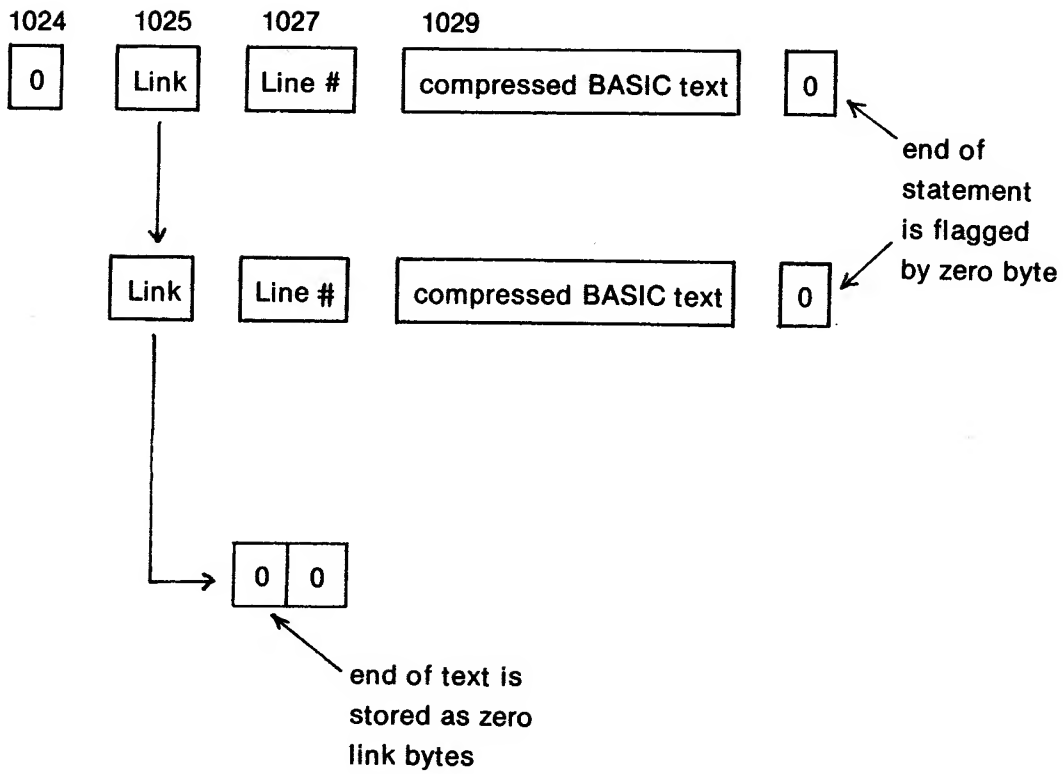 1024 1025 1027 1029
0 Link Line # compressed BASIC text 0
end of
statement
is flagged
by zero byte
Link Line # compressed BASIC text 0
0 0
end of text is
stored as zero
link bytes